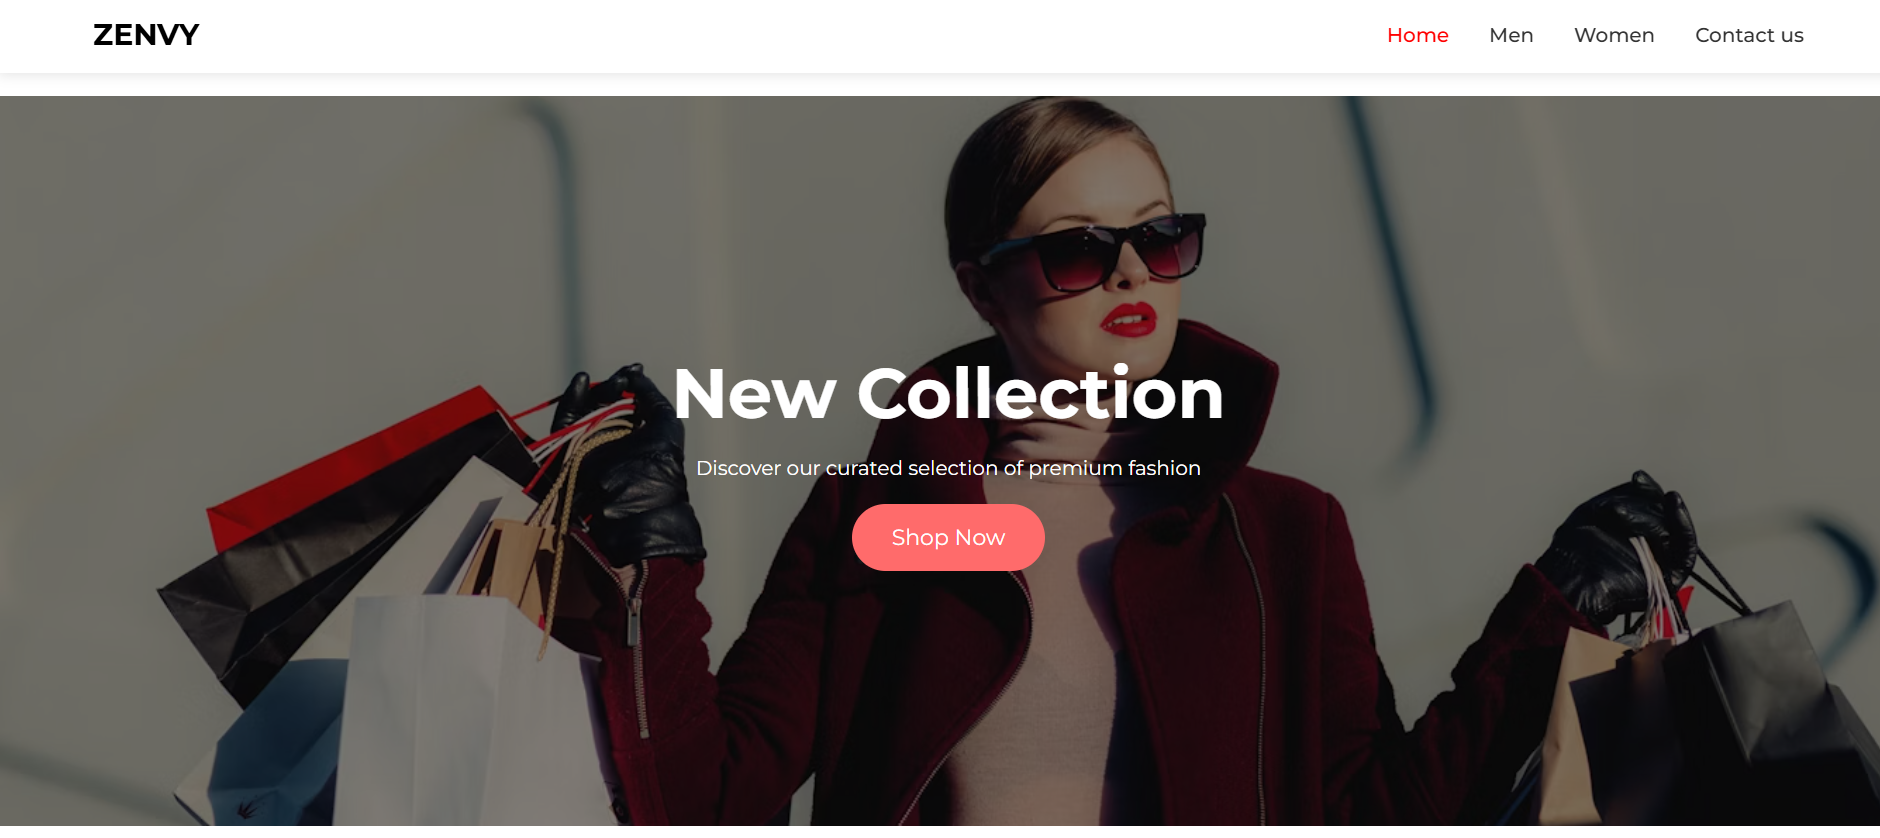 ZENVY
Home Men Women Contact us
New Collection
Discover our curated selection of premium fashion
Shop Now